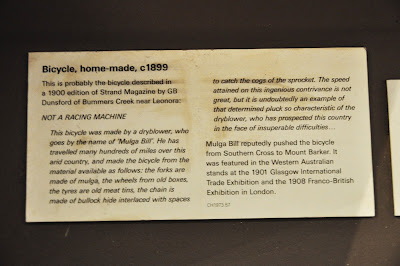 Bicycle, home-made, c1899
This is probably the bicycle described in
a 1900 edition of Strand Magazine by GB
Dunsford of Bummers Creek near Leonora:
NOT A RACING MACHINE
This bicycle was made by a dryblower, who
goes by the name of 'Mulga Bill'. He has
travelled many hundreds of miles over this
arid country, and made the bicycle from the
material available as follows: the forks are
made of mulga, the wheels from old boxes,
the tyres are old meat tins, the chain is
made of bullock hide interlaced with spaces
to catch the cogs of the sprocket. The speed
attained on this ingenious contrivance is not
great, but it is undoubtedly an example of
that determined pluck so characteristic of the
dryblower, who has prospected this country
in the face of insuperable difficulties...
Mulga Bill reputedly pushed the bicycle
from Southern Cross to Mount Barker. It
was featured in the Western Australian
stands at the 1901 Glasgow International
Trade Exhibition and the 1908 Franco-British
Exhibition in London.
CH1973.57